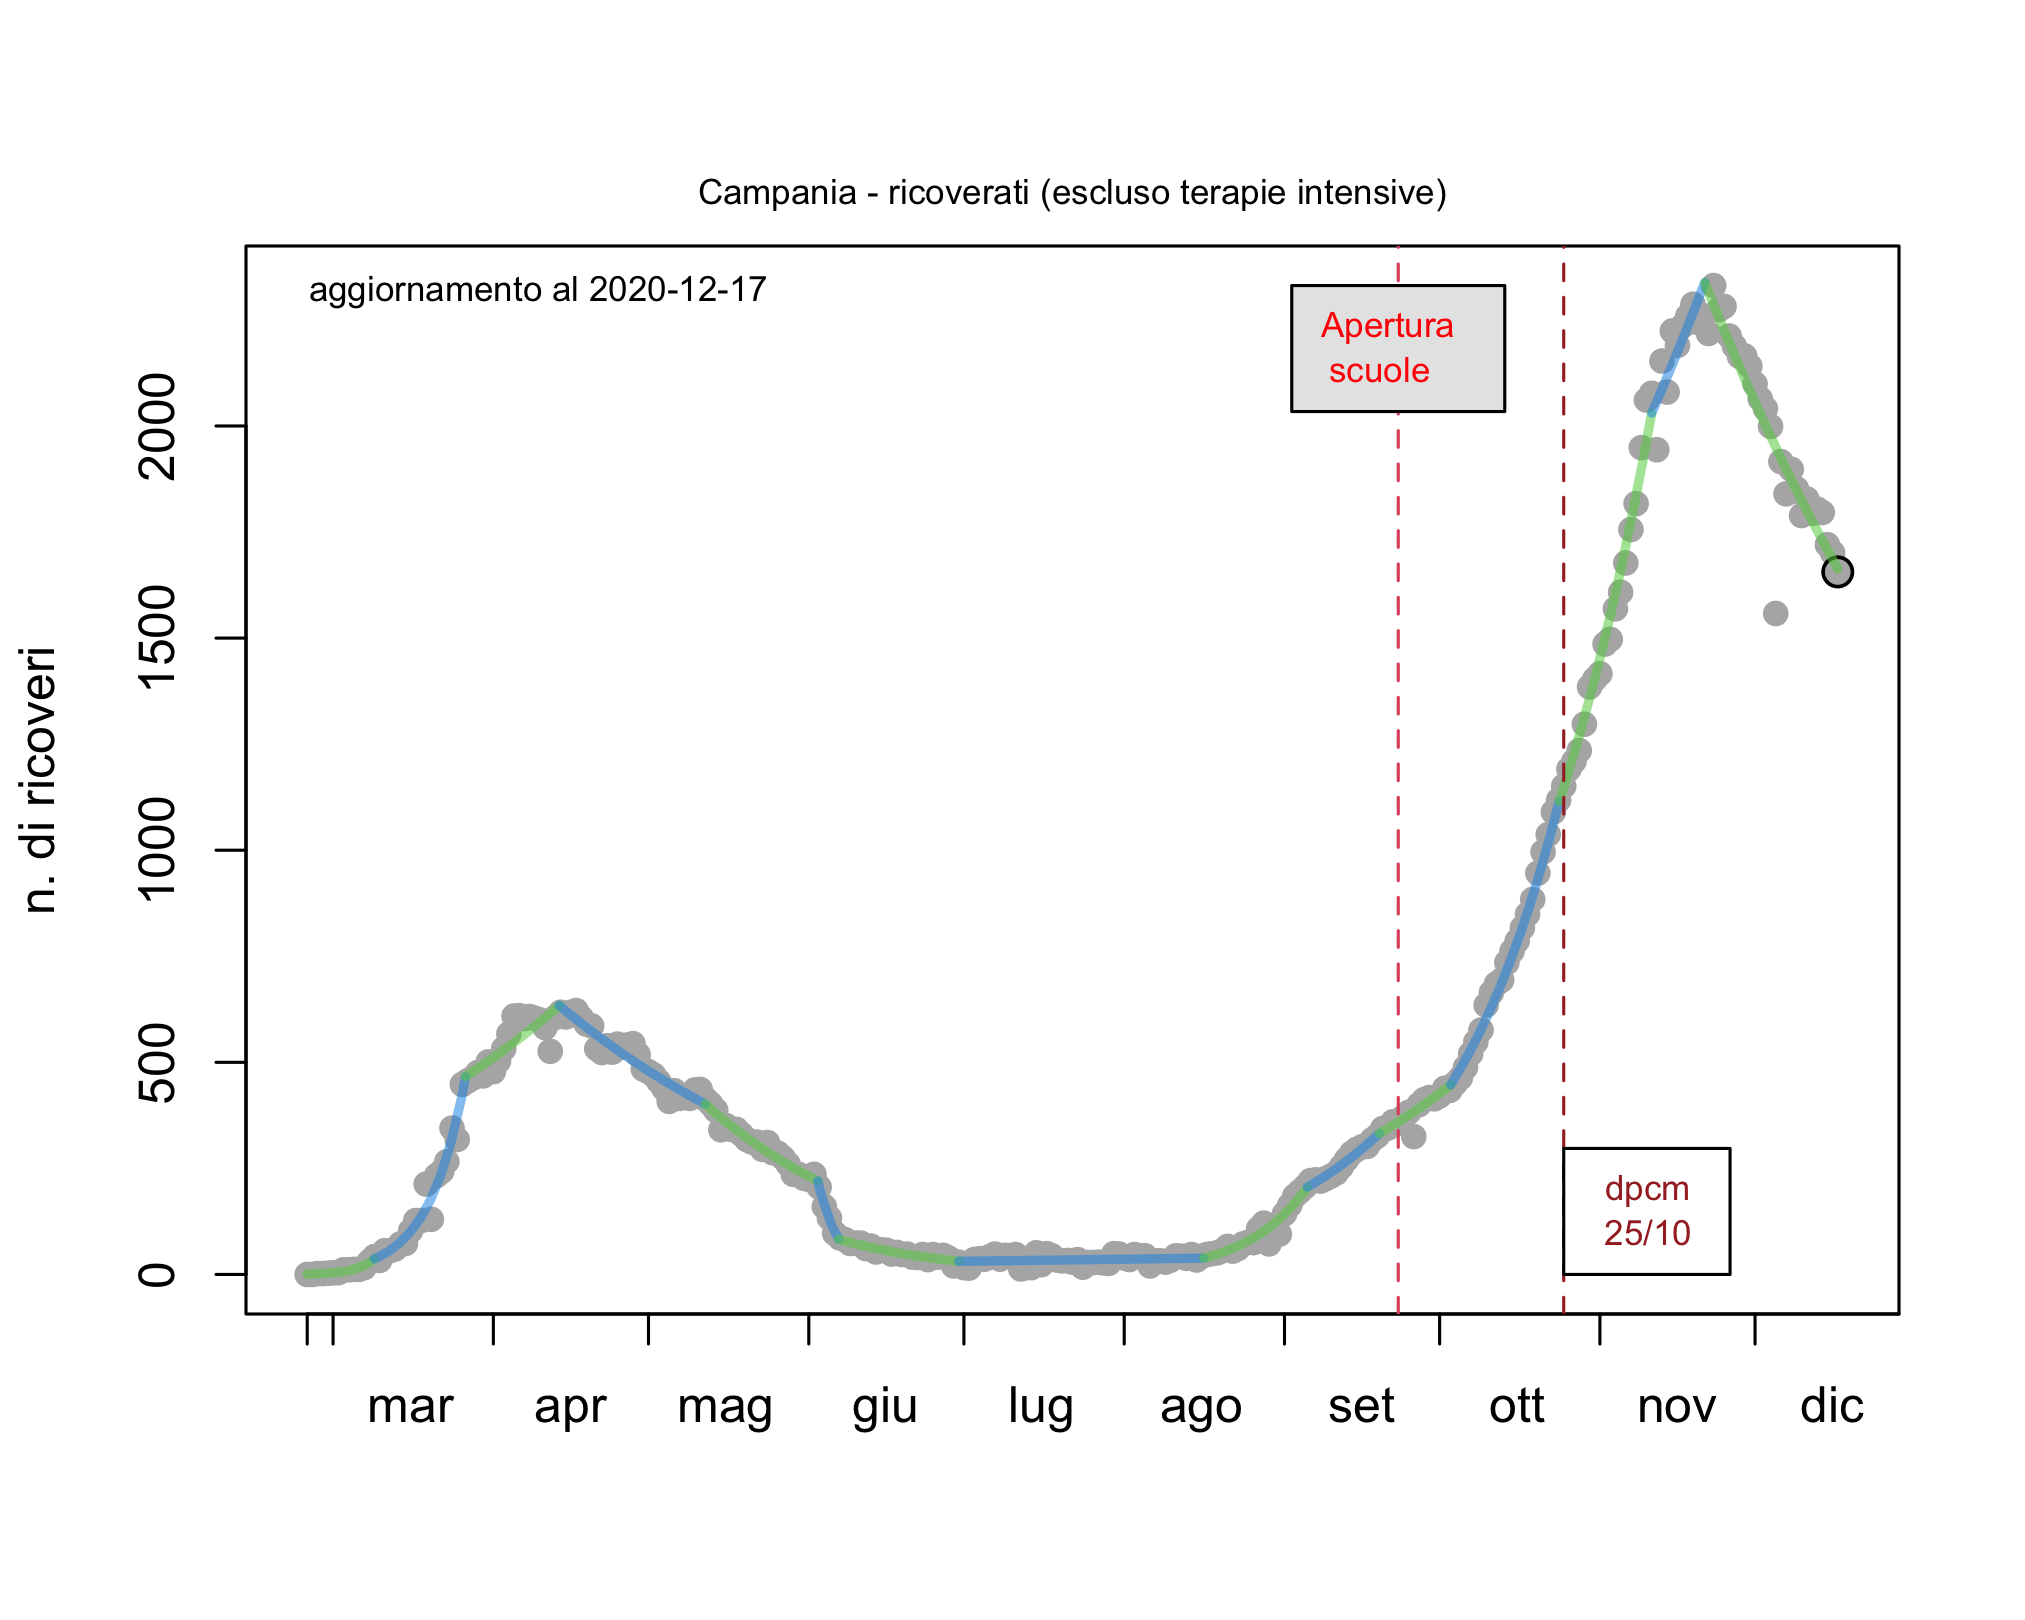 Campania - ricoverati (escluso terapie intensive)
aggiornamento al 2020-12-17
Apertura
scuole
dpcm
25/10
n. di ricoveri
2000
1500
1000
500
0
mar apr mag giu lug ago set ott nov dic